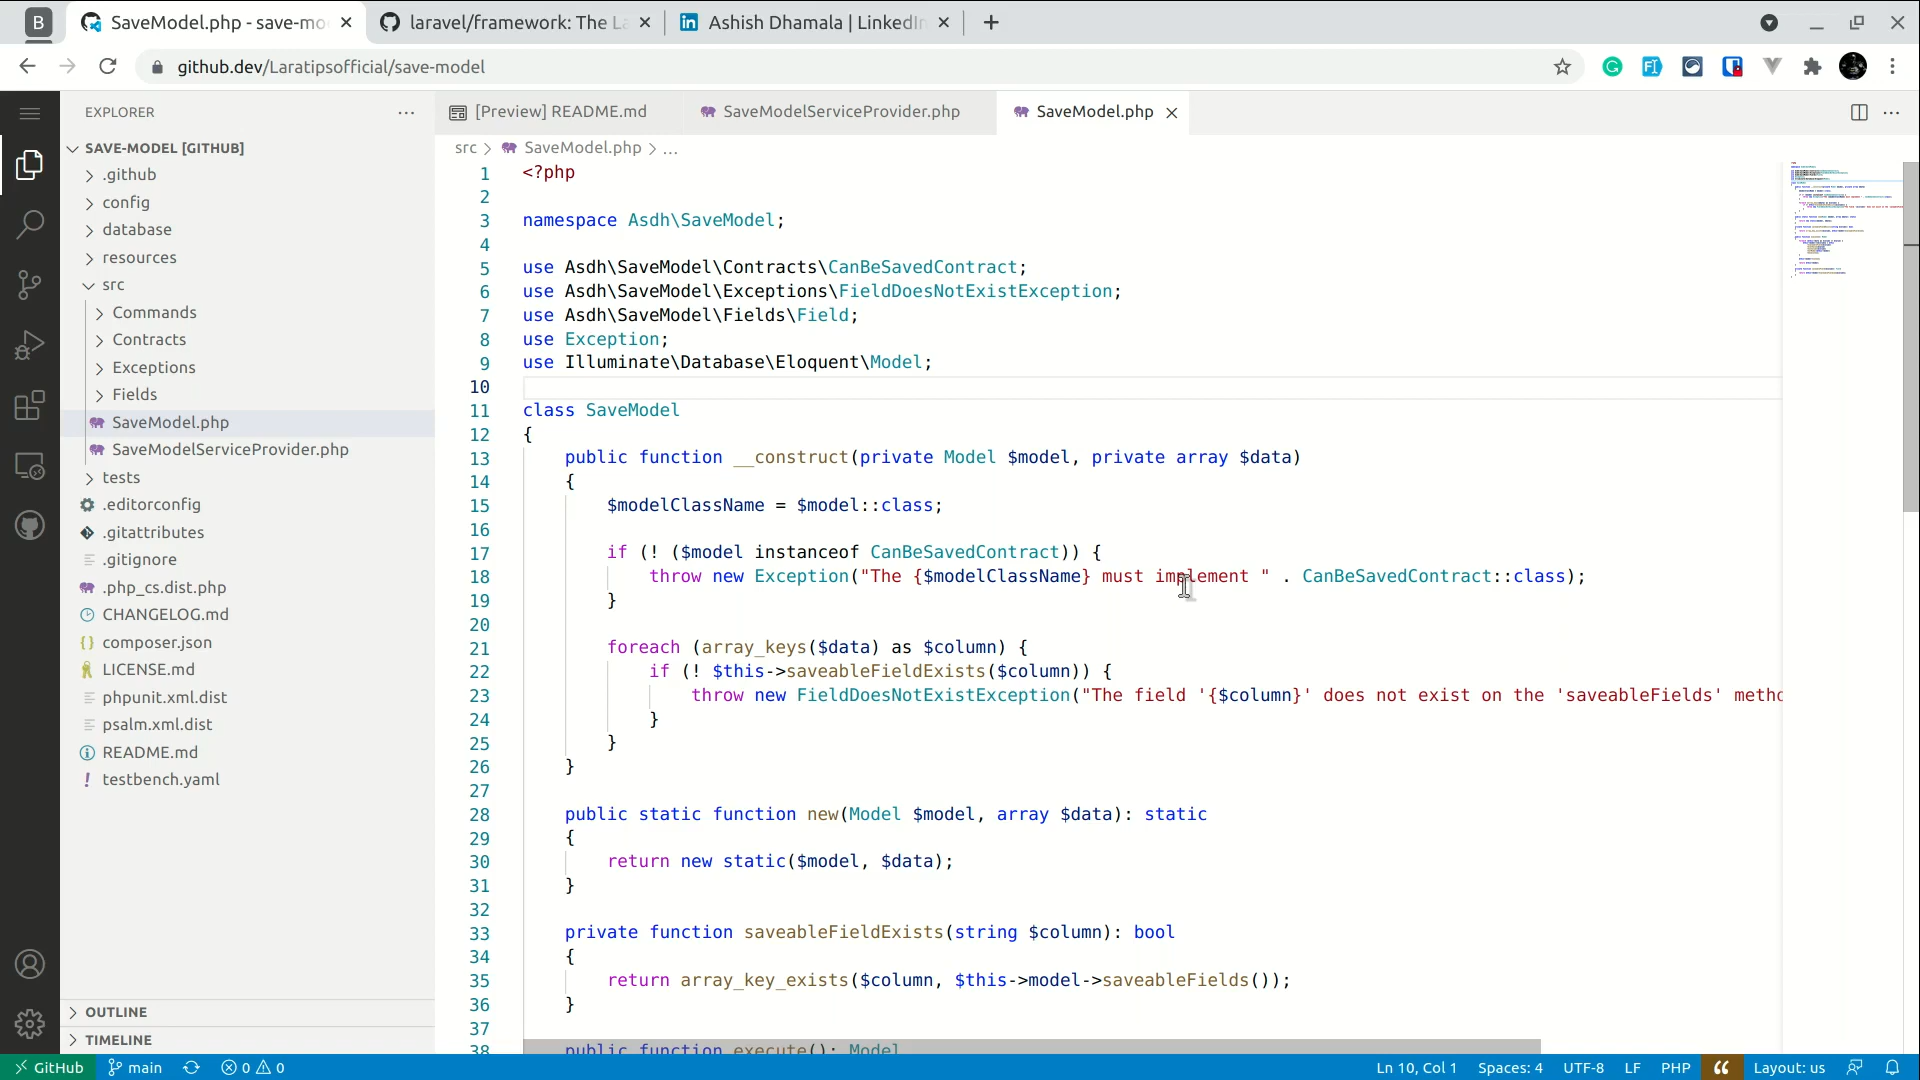 B
SaveModel.php - save-mo
laravel/framework: The La
Ashish Dhamala | LinkedIn
github.dev/Laratipsofficial/save-model
EXPLORER
[Preview] README.md
SaveModelServiceProvider.php
SaveModel.php
SAVE-MODEL [GITHUB]
.github
config
database
resources
src
Commands
Contracts
Exceptions
Fields
SaveModel.php
SaveModelServiceProvider.php
tests
.editorconfig
.gitattributes
.gitignore
.php_cs.dist.php
CHANGELOG.md
composer.json
LICENSE.md
phpunit.xml.dist
psalm.xml.dist
README.md
testbench.yaml
OUTLINE
TIMELINE
src > SaveModel.php > ...
1 <?php
2
3 namespace Asdh\SaveModel;
4
5 use Asdh\SaveModel\Contracts\CanBeSavedContract;
6 use Asdh\SaveModel\Exceptions\FieldDoesNotExistException;
7 use Asdh\SaveModel\Fields\Field;
8 use Exception;
9 use Illuminate\Database\Eloquent\Model;
10
11 class SaveModel
12 {
13 public function __construct(private Model $model, private array $data)
14 {
15 $modelClassName = $model::class;
16
17 if (! ($model instanceof CanBeSavedContract)) {
18 throw new Exception("The {$modelClassName} must implement " . CanBeSavedContract::class);
19 }
20
21 foreach (array_keys($data) as $column) {
22 if (! $this->saveableFieldExists($column)) {
23 throw new FieldDoesNotExistException("The field '{$column}' does not exist on the 'saveableFields' metho
24 }
25 }
26 }
27
28 public static function new(Model $model, array $data): static
29 {
30 return new static($model, $data);
31 }
32
33 private function saveableFieldExists(string $column): bool
34 {
35 return array_key_exists($column, $this->model->saveableFields());
36 }
37
38 public function execute(): Model
GitHub
main
0
0
Ln 10, Col 1
Spaces: 4
UTF-8
LF
PHP
Layout: us